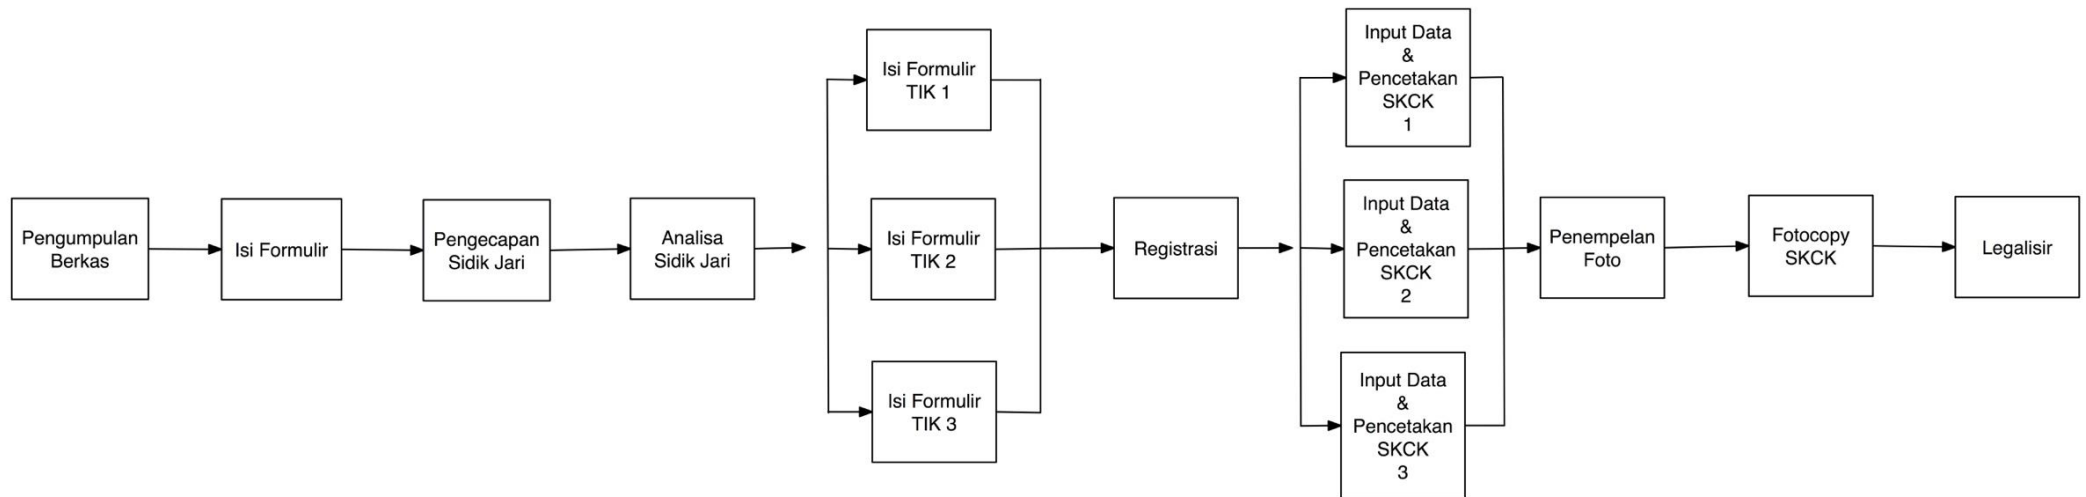 Pengumpulan
Berkas
Isi Formulir
Pengecapan
Sidik Jari
Analisa
Sidik Jari
Isi Formulir
TIK 1
Isi Formulir
TIK 2
Isi Formulir
TIK 3
Registrasi
Input Data
&
Pencetakan
SKCK
1
Input Data
&
Pencetakan
SKCK
2
Input Data
&
Pencetakan
SKCK
3
Penempelan
Foto
Fotocopy
SKCK
Legalisir